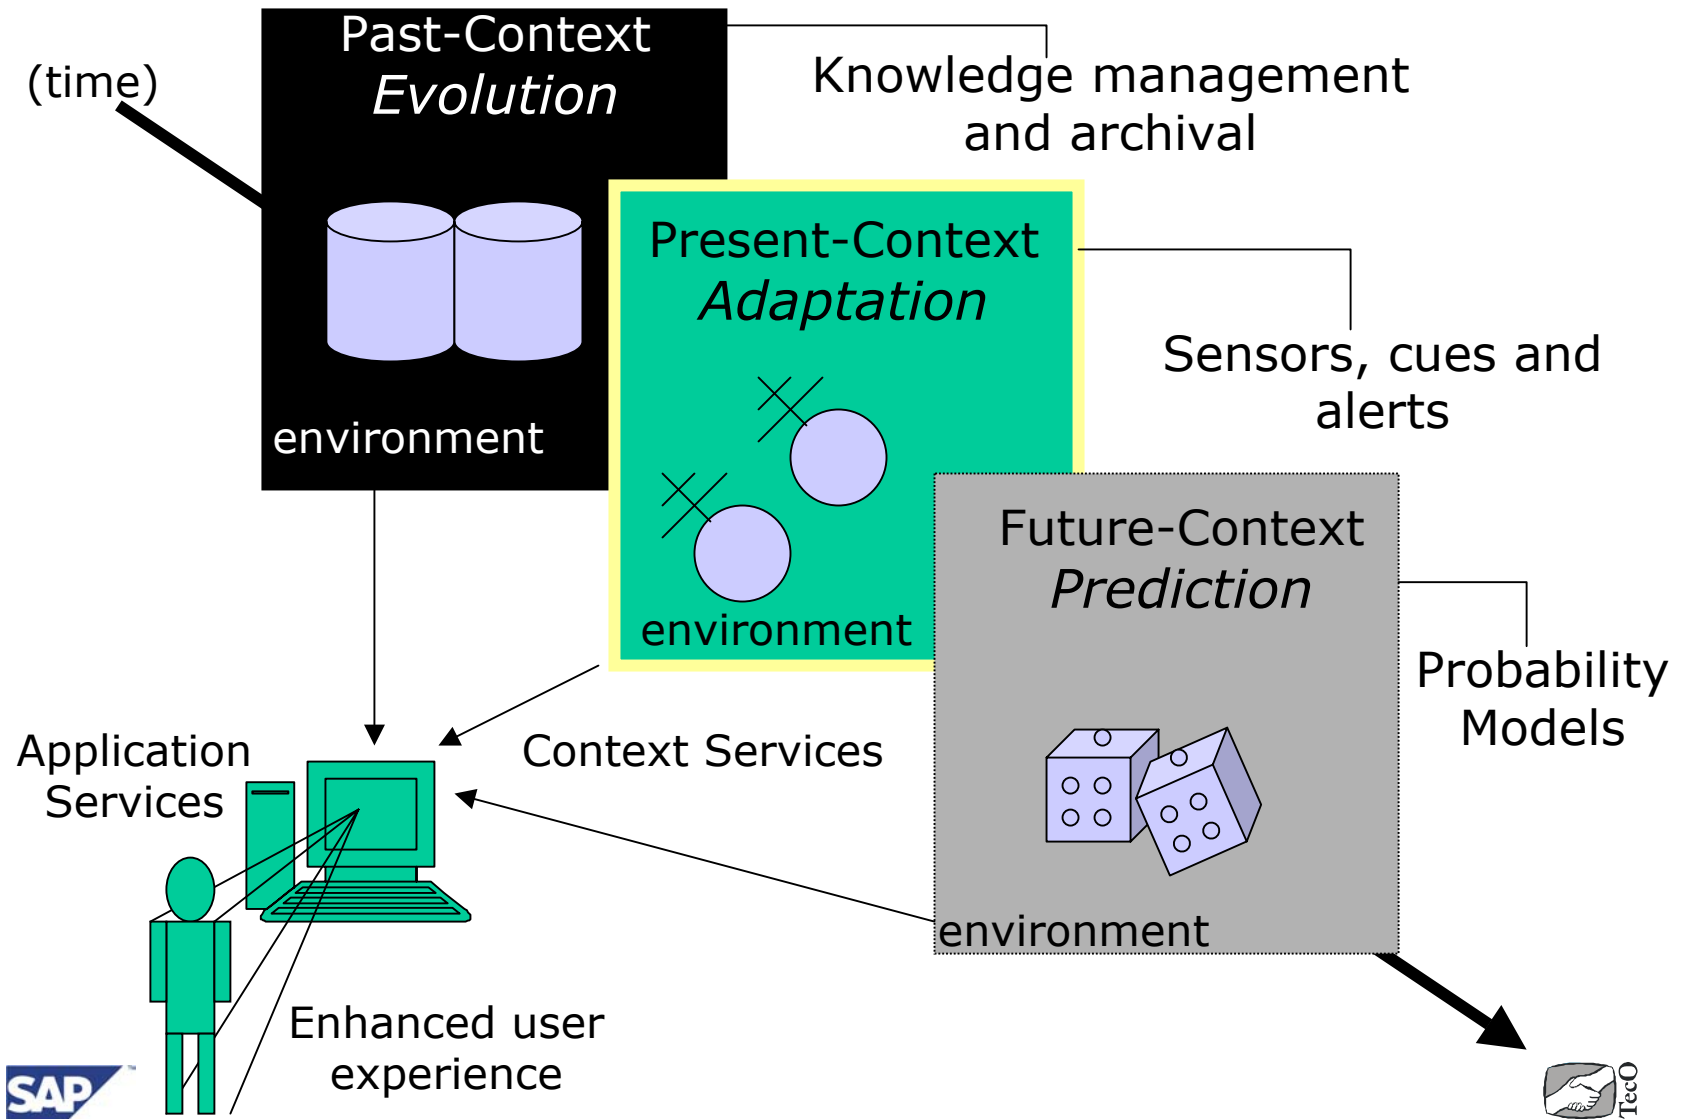 (time)
Past-Context
Evolution
environment
Knowledge management
and archival
Present-Context
Adaptation
environment
Sensors, cues and
alerts
Future-Context
Prediction
environment
Probability
Models
Application
Services
Context Services
Enhanced user
experience
SAP
TecO